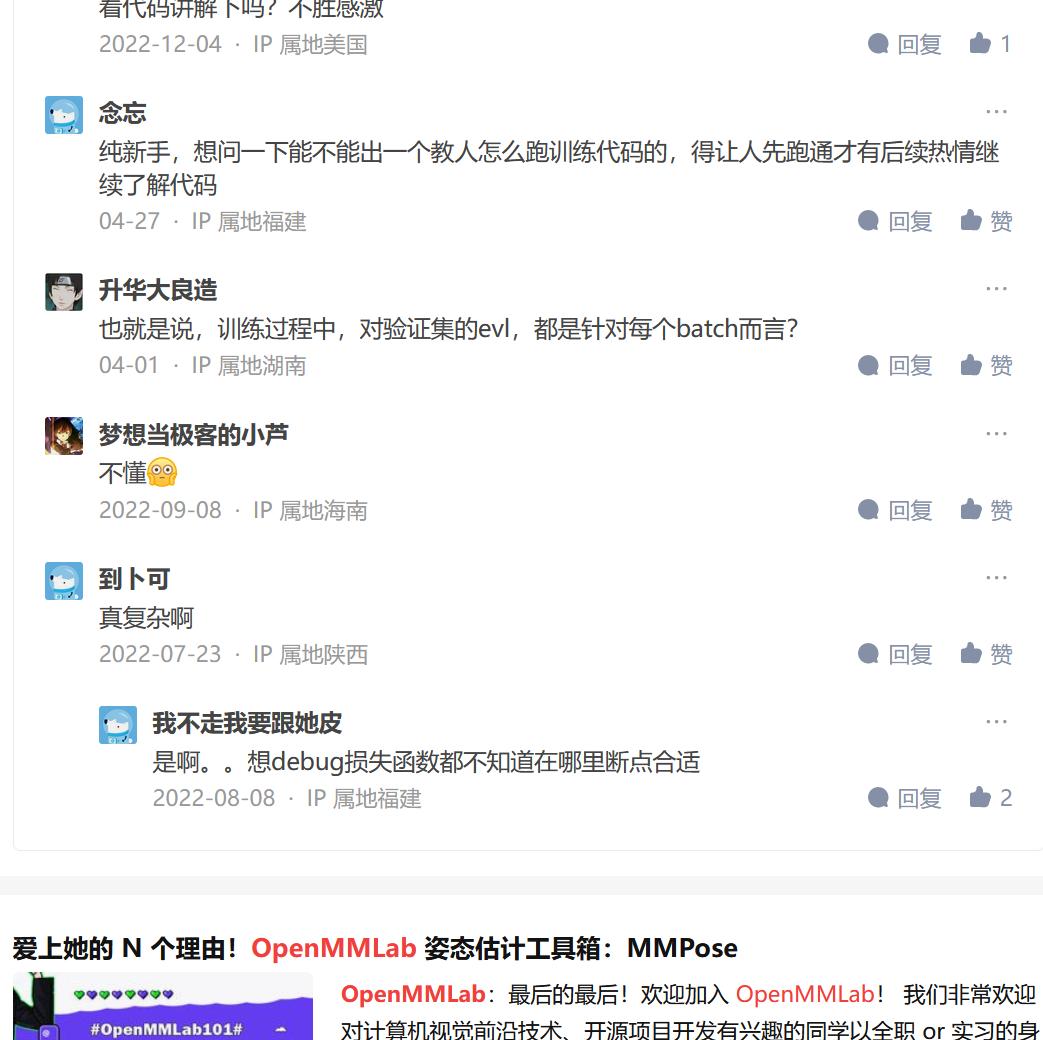 着代码讲解下吗？不胜感激
2022-12-04 · IP 属地美国
回复
1
念忘
纯新手，想问一下能不能出一个教人怎么跑训练代码的，得让人先跑通才有后续热情继
续了解代码
04-27 · IP 属地福建
回复
赞
升华大良造
也就是说，训练过程中，对验证集的evl，都是针对每个batch而言？
04-01 · IP 属地湖南
回复
赞
梦想当极客的小芦
不懂
2022-09-08 · IP 属地海南
回复
赞
到卜可
真复杂啊
2022-07-23 · IP 属地陕西
回复
赞
我不走我要跟她皮
是啊。。想debug损失函数都不知道在哪里断点合适
2022-08-08 · IP 属地福建
回复
2
爱上她的 N 个理由！OpenMMLab 姿态估计工具箱：MMPose
OpenMMLab：最后的最后！欢迎加入 OpenMMLab！ 我们非常欢迎
对计算机视觉前沿技术、开源项目开发有兴趣的同学以全职 or 实习的身
#OpenMMLab101#